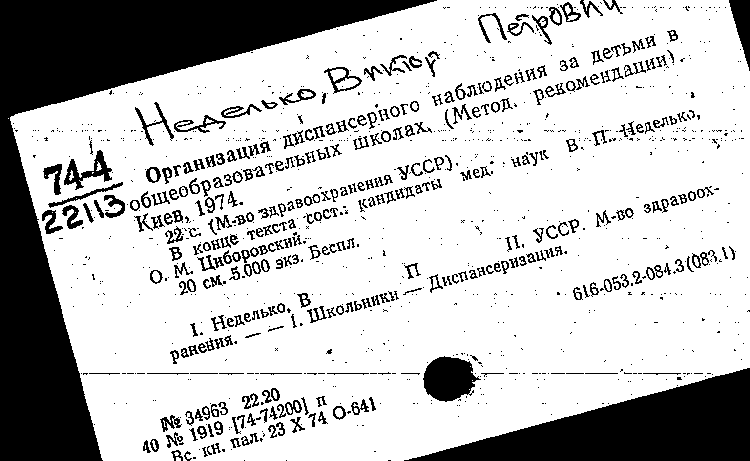 Неделько, Виктор Петрович
74-4
22113
Организация диспансерного наблюдения за детьми в
общеобразовательных школах. (Метод. рекомендации).
Киев, 1974.
22 с. (М-во здравоохранения УССР).
В конце текста сост.: кандидаты мед. наук В. П. Неделько,
О. М. Циборовский.
20 см. 5.000 экз. Беспл.
I. Неделько, В П II. УССР. М-во здравоох-
ранения. — — 1. Школьники — Диспансеризация.
616-053.2-084.3(083.1)
№ 34963 22.20
40 № 1919 [74-74200] п
Вс. кн. пал. 23 X 74 О-641